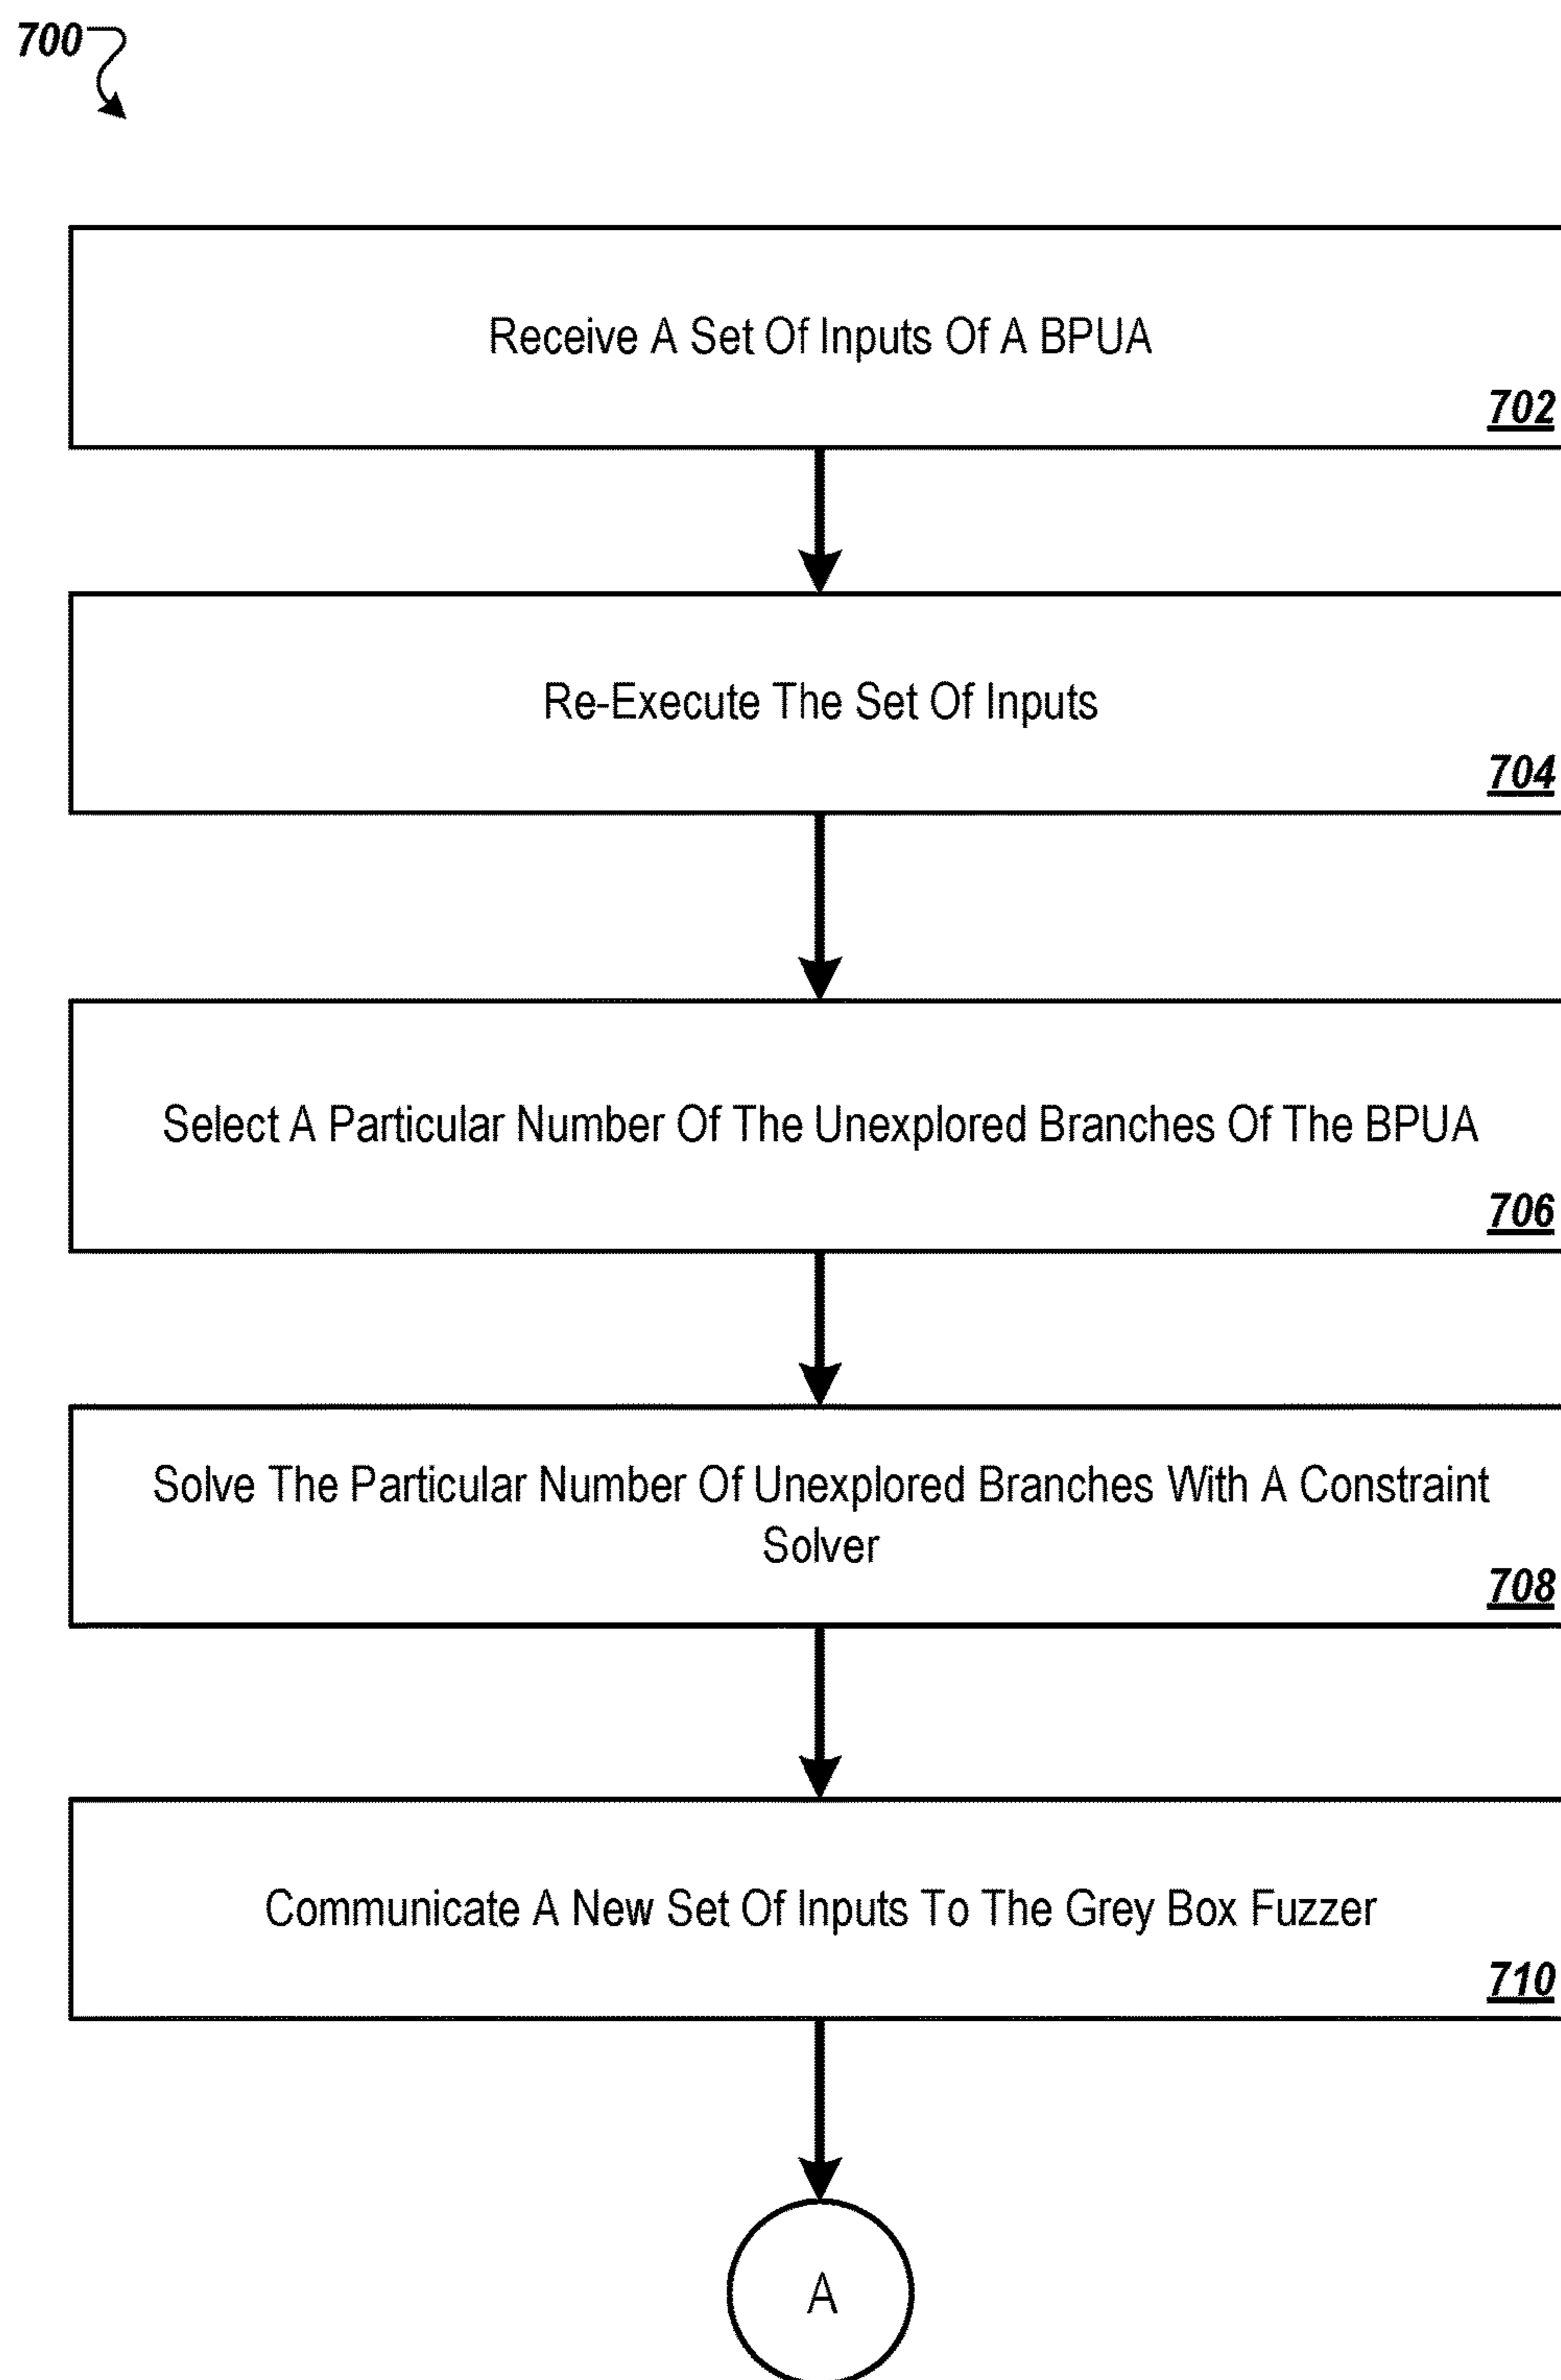 700
Receive A Set Of Inputs Of A BPUA
702
Re-Execute The Set Of Inputs
704
Select A Particular Number Of The Unexplored Branches Of The BPUA
706
Solve The Particular Number Of Unexplored Branches With A Constraint
Solver
708
Communicate A New Set Of Inputs To The Grey Box Fuzzer
710
A